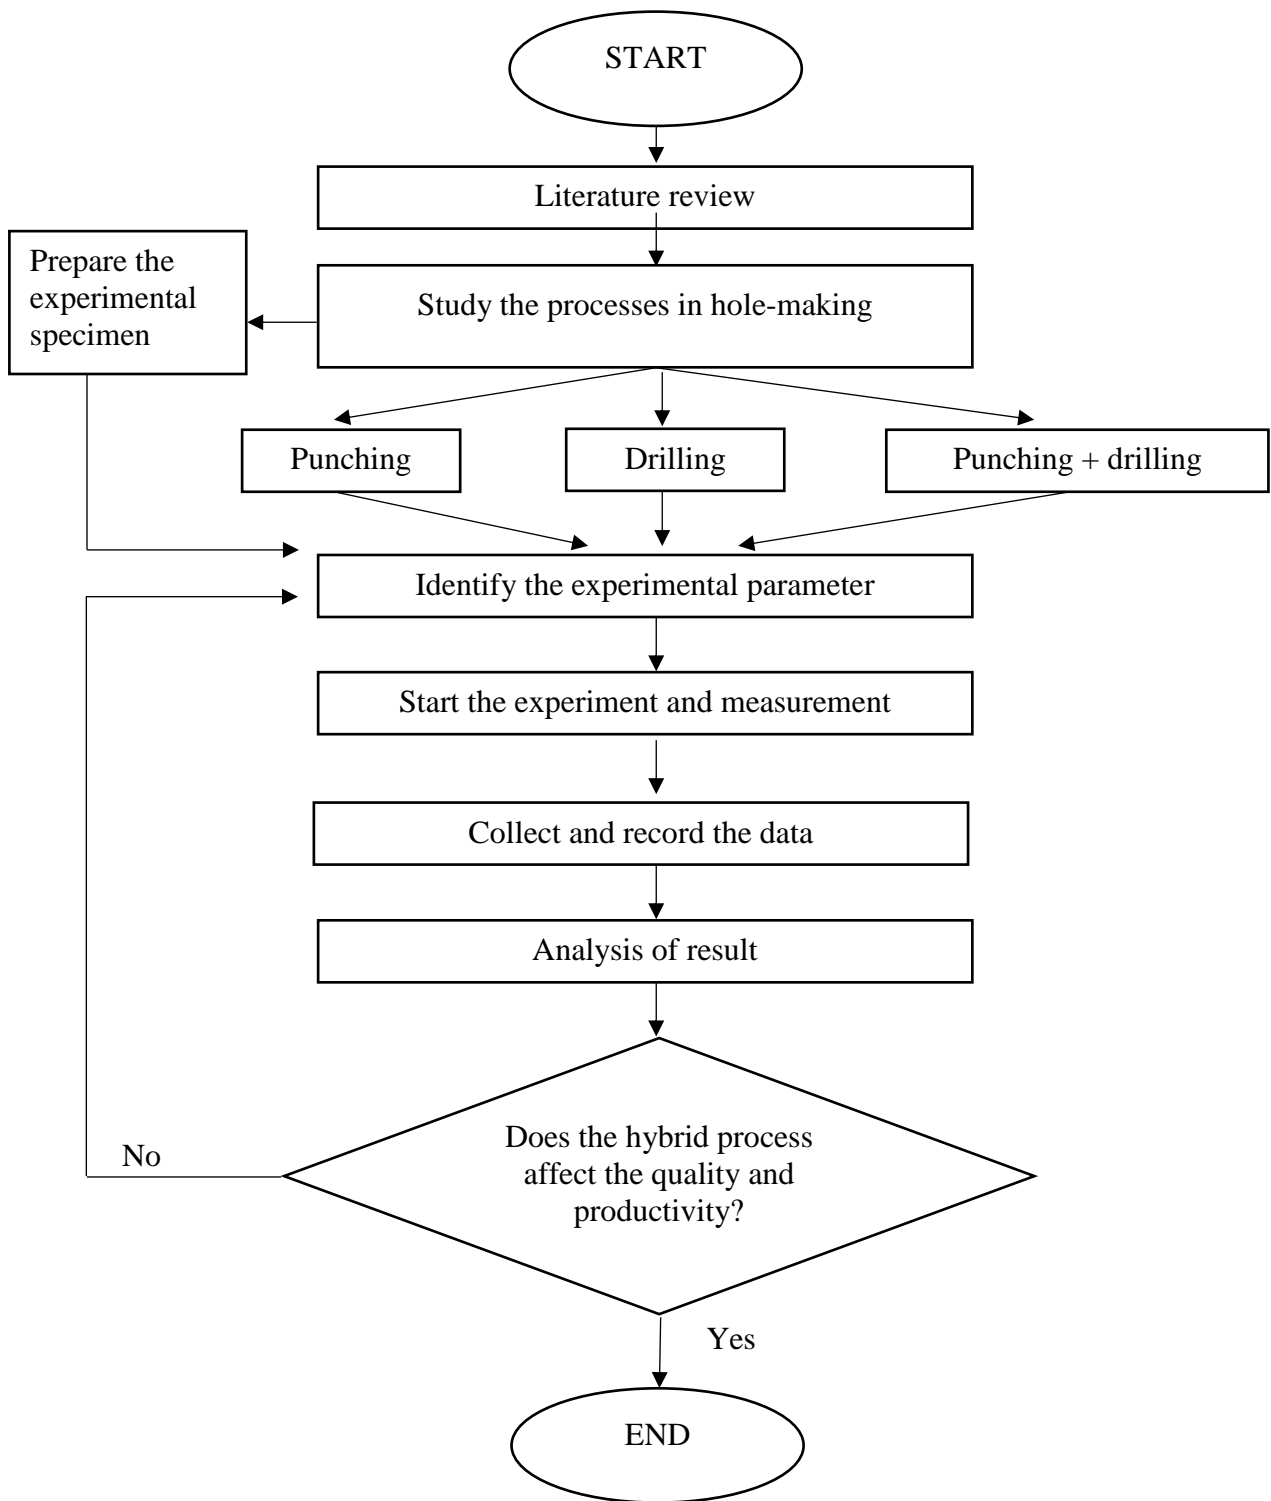 START
Literature review
Prepare the
experimental
specimen
Study the processes in hole-making
Punching
Drilling
Punching + drilling
Identify the experimental parameter
Start the experiment and measurement
Collect and record the data
Analysis of result
Does the hybrid process
affect the quality and
productivity?
No
Yes
END